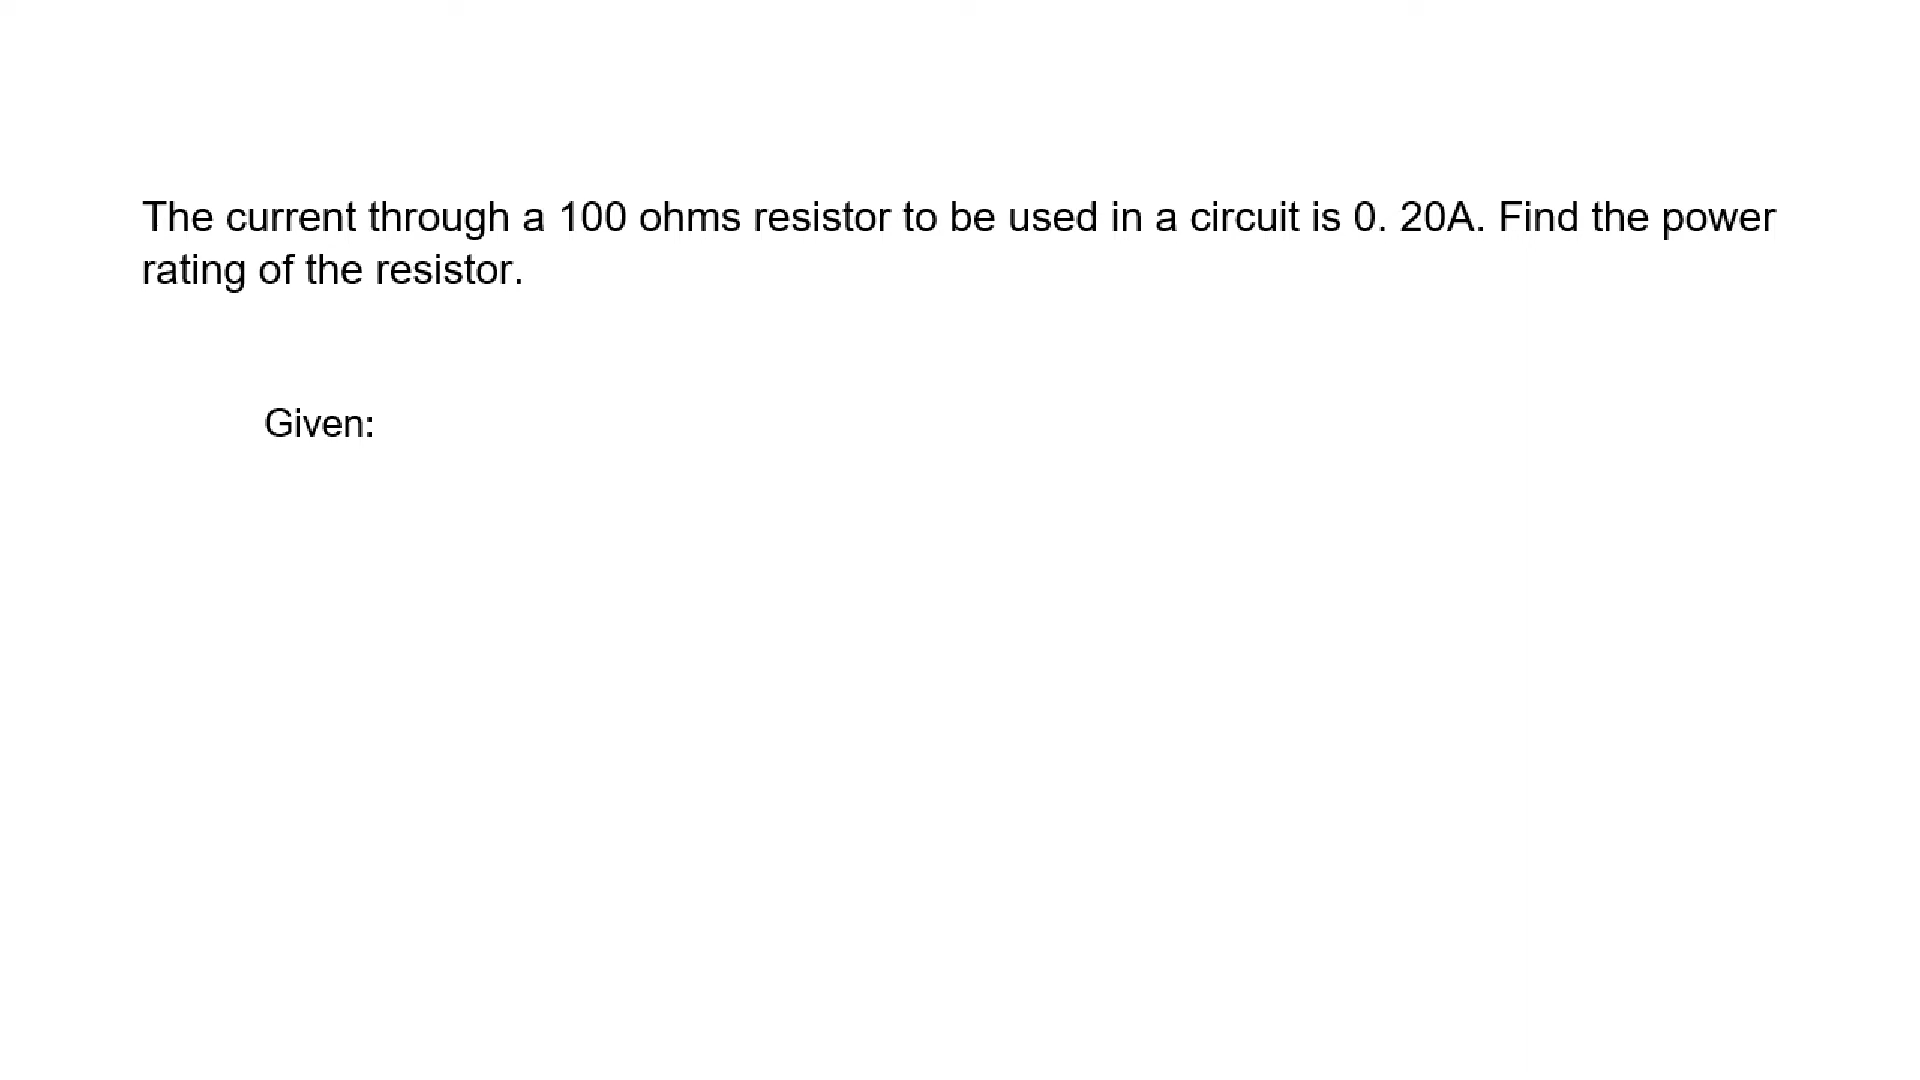 The current through a 100 ohms resistor to be used in a circuit is 0. 20A. Find the power
rating of the resistor.
Given: